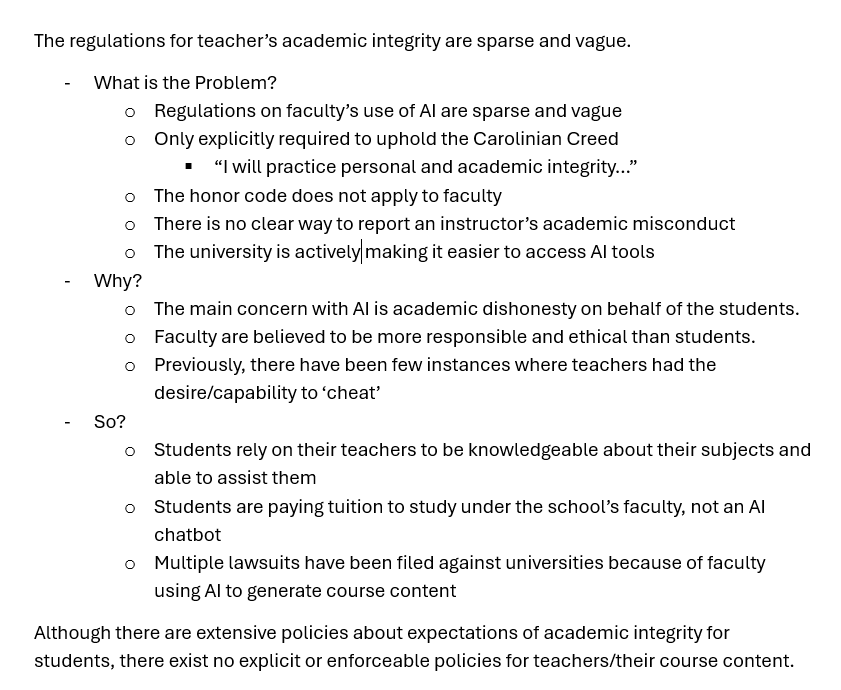 The regulations for teacher’s academic integrity are sparse and vague.
- What is the Problem?
o Regulations on faculty’s use of AI are sparse and vague
o Only explicitly required to uphold the Carolinian Creed
▪ “I will practice personal and academic integrity...”
o The honor code does not apply to faculty
o There is no clear way to report an instructor’s academic misconduct
o The university is actively making it easier to access AI tools
- Why?
o The main concern with AI is academic dishonesty on behalf of the students.
o Faculty are believed to be more responsible and ethical than students.
o Previously, there have been few instances where teachers had the
desire/capability to ‘cheat’
- So?
o Students rely on their teachers to be knowledgeable about their subjects and
able to assist them
o Students are paying tuition to study under the school’s faculty, not an AI
chatbot
o Multiple lawsuits have been filed against universities because of faculty
using AI to generate course content
Although there are extensive policies about expectations of academic integrity for
students, there exist no explicit or enforceable policies for teachers/their course content.